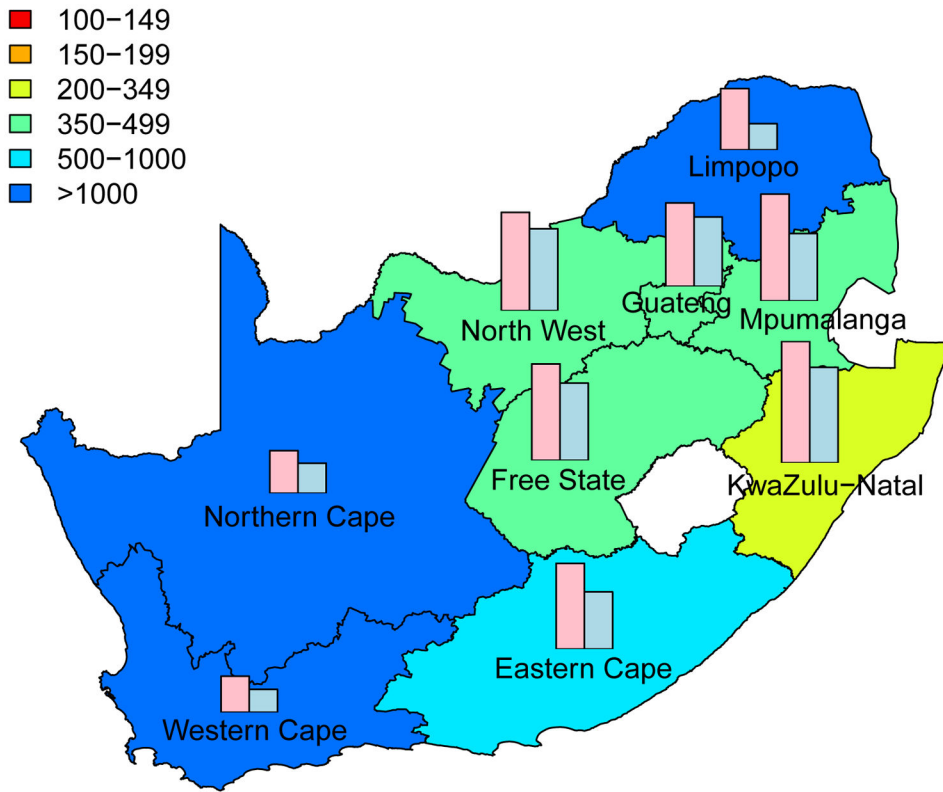 100−149
150−199
200−349
350−499
500−1000
>1000
Limpopo
Guateng
North West
Mpumalanga
Free State
KwaZulu−Natal
Northern Cape
Eastern Cape
Western Cape